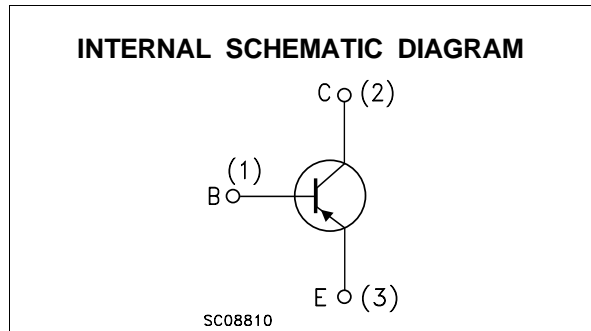 INTERNAL SCHEMATIC DIAGRAM
C (2)
(1)
B
E (3)
SC08810